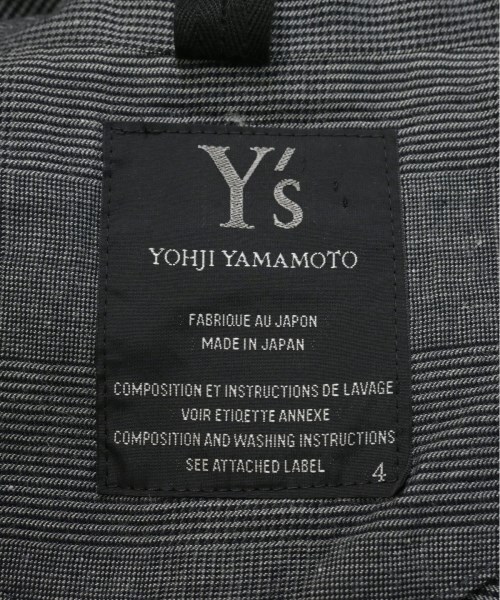 Y's
YOHJI YAMAMOTO
FABRIQUE AU JAPON
MADE IN JAPAN
COMPOSITION ET INSTRUCTIONS DE LAVAGE
VOIR ETIQETTE ANNEXE
COMPOSITION AND WASHING INSTRUCTIONS
SEE ATTACHED LABEL
4